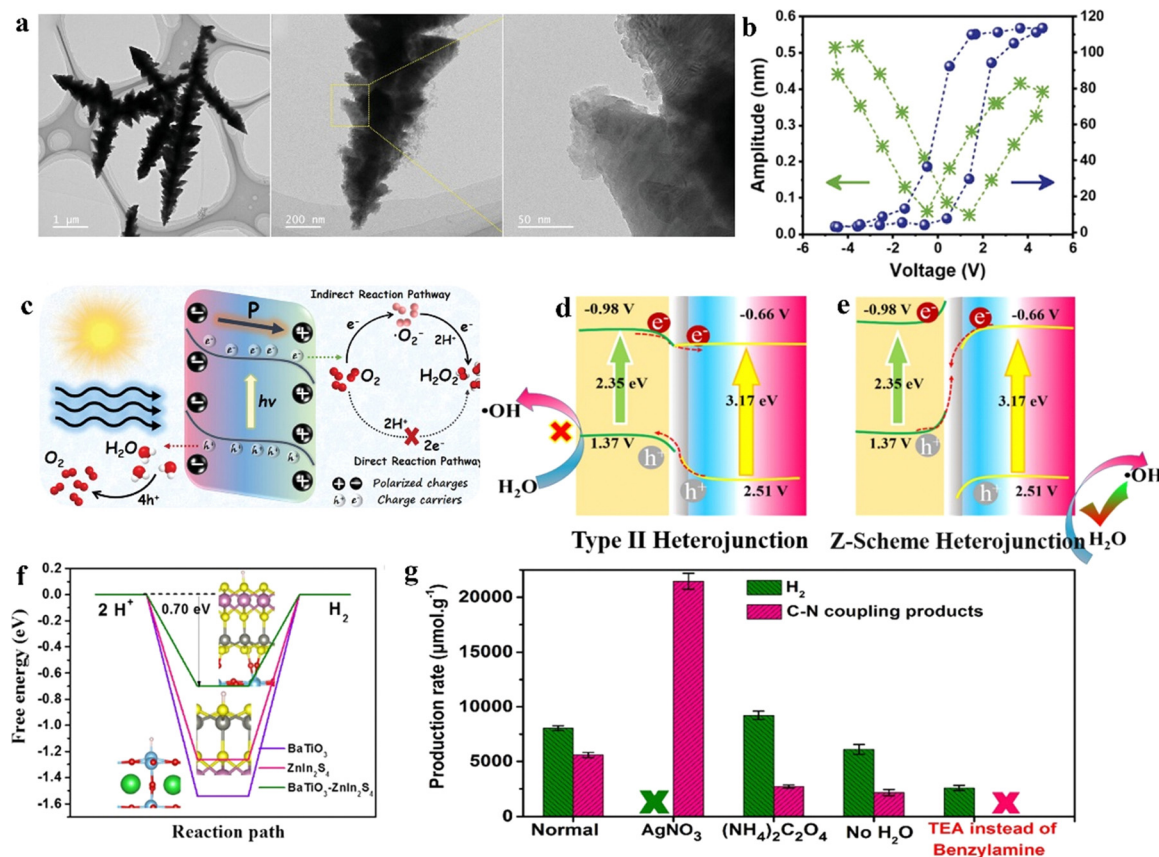 a
1 µm
200 nm
50 nm
b
Amplitude (nm)
0.6
0.5
0.4
0.3
0.2
0.1
0.0
120
100
80
60
40
20
0
-6 -4 -2 0 2 4 6
Voltage (V)
c
P
e⁻ e⁻ e⁻ e⁻ e⁻
hν
h⁺ h⁺ h⁺ h⁺ h⁺
O₂
H₂O
4h⁺
Indirect Reaction Pathway
e⁻
·O₂⁻
e⁻
2H⁺
O₂
H₂O₂
2H⁺
2e⁻
Direct Reaction Pathway
Polarized charges
h⁺ e⁻ Charge carriers
d
-0.98 V
e⁻
e⁻
-0.66 V
2.35 eV
3.17 eV
•OH
1.37 V
h⁺
h⁺
2.51 V
H₂O
Type II Heterojunction
e
-0.98 V
e⁻
e⁻
-0.66 V
2.35 eV
3.17 eV
1.37 V
h⁺
h⁺
2.51 V
•OH
H₂O
Z-Scheme Heterojunction
f
Free energy (eV)
0.2
0.0
-0.2
-0.4
-0.6
-0.8
-1.0
-1.2
-1.4
-1.6
2 H⁺
0.70 eV
H₂
BaTiO₃
ZnIn₂S₄
BaTiO₃-ZnIn₂S₄
Reaction path
g
Production rate (µmol.g⁻¹)
20000
15000
10000
5000
0
H₂
C-N coupling products
Normal
AgNO₃
(NH₄)₂C₂O₄
No H₂O
TEA instead of
Benzylamine